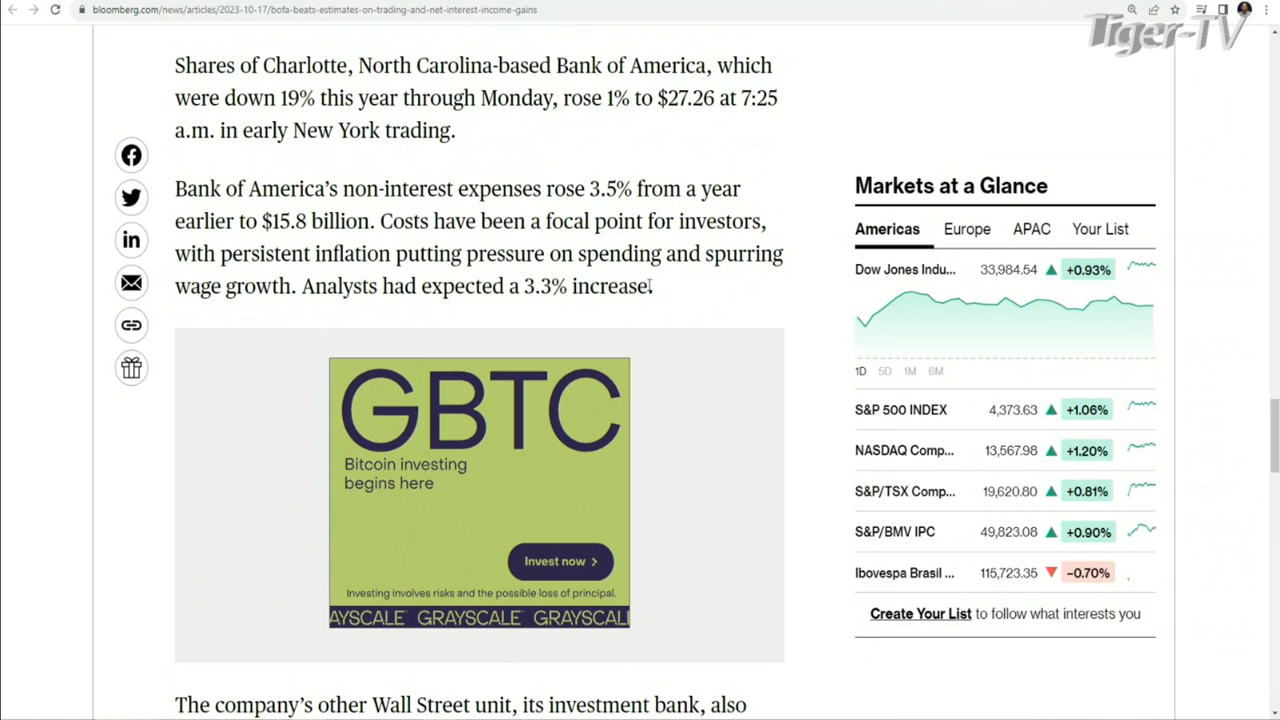 bloomberg.com/news/articles/2023-10-17/bofa-beats-estimates-on-trading-and-net-interest-income-gains
Tiger-TV
Shares of Charlotte, North Carolina-based Bank of America, which
were down 19% this year through Monday, rose 1% to $27.26 at 7:25
a.m. in early New York trading.
Bank of America’s non-interest expenses rose 3.5% from a year
earlier to $15.8 billion. Costs have been a focal point for investors,
with persistent inflation putting pressure on spending and spurring
wage growth. Analysts had expected a 3.3% increase.
GBTC
Bitcoin investing
begins here
Invest now >
Investing involves risks and the possible loss of principal.
AYSCALE GRAYSCALE GRAYSCAL
The company’s other Wall Street unit, its investment bank, also
Markets at a Glance
Americas Europe APAC Your List
Dow Jones Indu... 33,984.54 ▲ +0.93%
1D 5D 1M 6M
S&P 500 INDEX 4,373.63 ▲ +1.06%
NASDAQ Comp... 13,567.98 ▲ +1.20%
S&P/TSX Comp... 19,620.80 ▲ +0.81%
S&P/BMV IPC 49,823.08 ▲ +0.90%
Ibovespa Brasil ... 115,723.35 ▼ −0.70%
Create Your List to follow what interests you